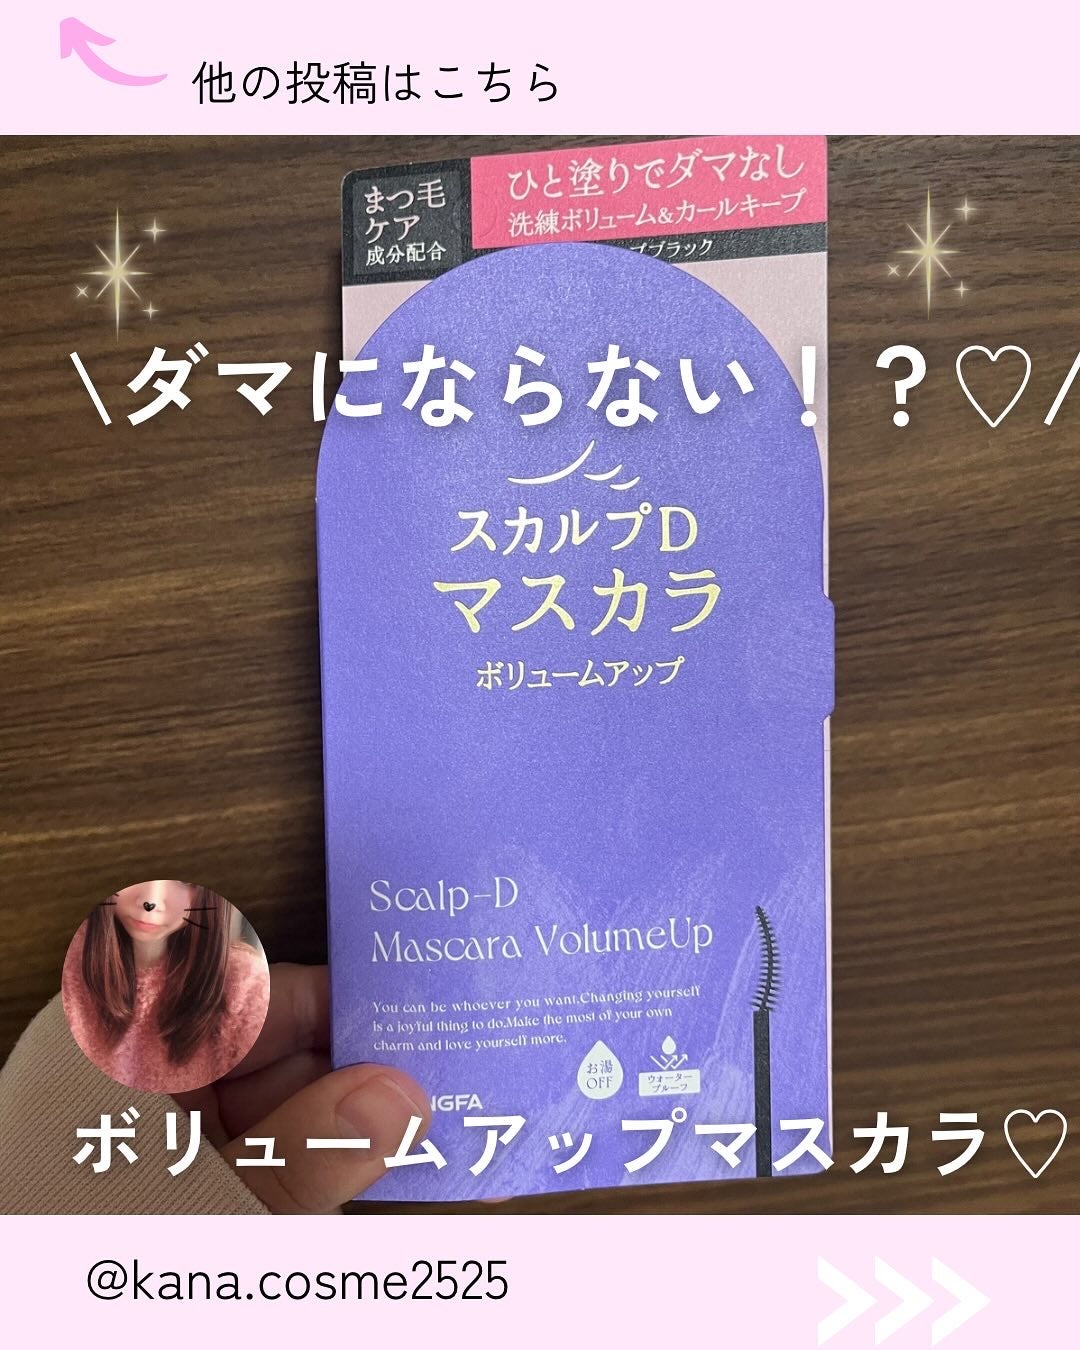 他の投稿はこちら
まつ毛
ケア
成分配合
ひと塗りでダマなし
洗練ボリューム&カールキープ
ブラック
\ダマにならない！？♡/
スカルプD
マスカラ
ボリュームアップ
Scalp-D
Mascara VolumeUp
You can be whoever you want.Changing yourself
is a joyful thing to do.Make the most of your own
charm and love yourself more.
お湯
OFF
ウォーター
プルーフ
NGFA
ボリュームアップマスカラ♡
@kana.cosme2525